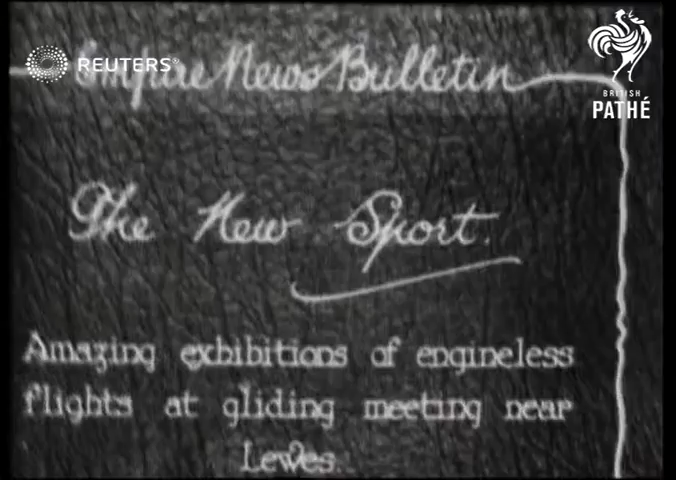 REUTERS
BRITISH
PATHÉ
Empire News Bulletin
The New Sport.
Amazing exhibitions of engineless
flights at gliding meeting near
Lewes.